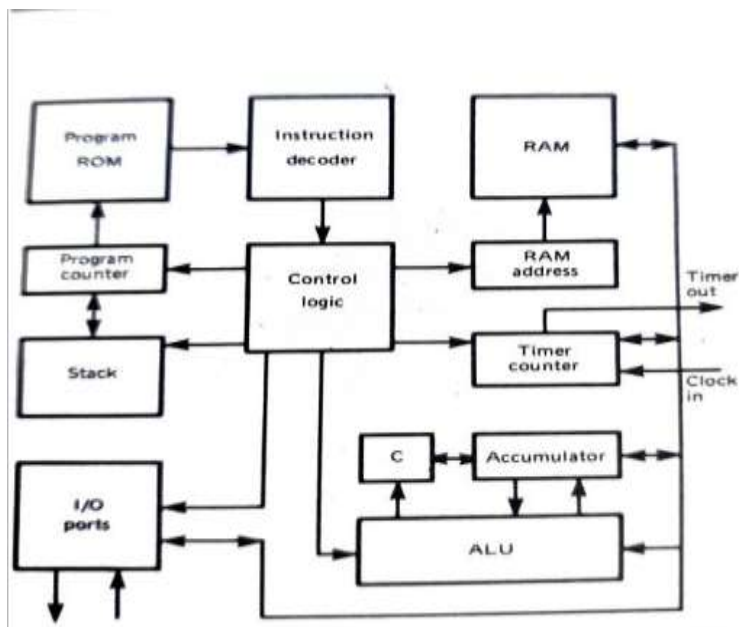 Program
ROM
Instruction
decoder
RAM
Program
counter
Control
logic
RAM
address
Timer
out
Stack
Timer
counter
Clock
in
C
Accumulator
I/O
ports
ALU